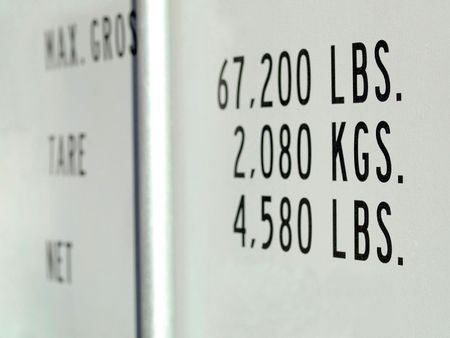 MAX. GROS
TARE
NET
67,200 LBS.
2,080 KGS.
4,580 LBS.